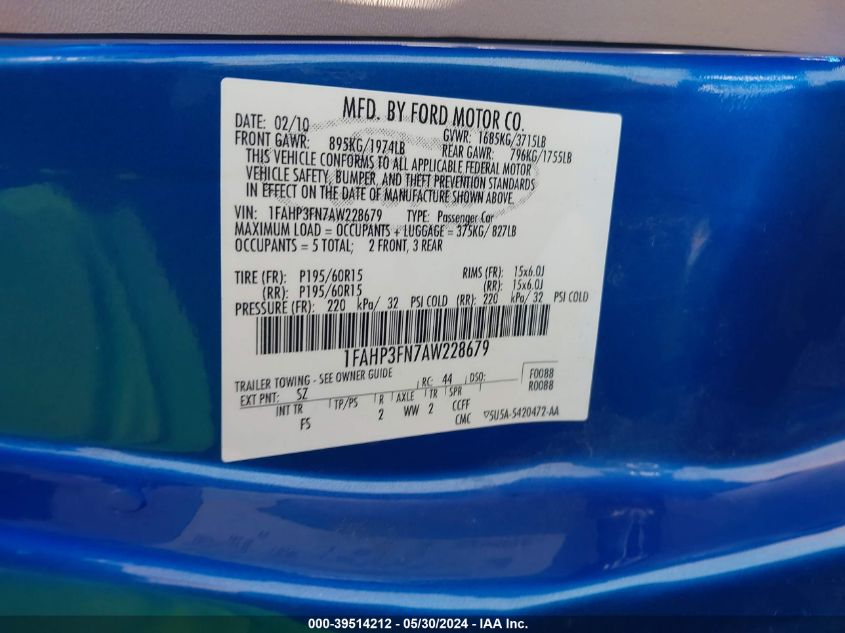 MFD. BY FORD MOTOR CO.
DATE: 02/10 GVWR: 1685KG/3715LB
FRONT GAWR: 895KG/1974LB REAR GAWR: 796KG/1755LB
THIS VEHICLE CONFORMS TO ALL APPLICABLE FEDERAL MOTOR
VEHICLE SAFETY, BUMPER, AND THEFT PREVENTION STANDARDS
IN EFFECT ON THE DATE OF MANUFACTURE SHOWN ABOVE.
VIN: 1FAHP3FN7AW228679 TYPE: Passenger Car
MAXIMUM LOAD = OCCUPANTS + LUGGAGE = 375KG/ 827LB
OCCUPANTS = 5 TOTAL; 2 FRONT, 3 REAR
TIRE (FR): P195/60R15 RIMS (FR): 15x6.0J
(RR): P195/60R15 (RR): 15x6.0J
PRESSURE (FR): 220 kPa/ 32 PSI COLD (RR): 220 kPa/ 32 PSI COLD
1FAHP3FN7AW228679
TRAILER TOWING - SEE OWNER GUIDE RC: 44 DSO: F0088
EXT PNT: SZ R0088
INT TR TP/PS R AXLE TR SPR
FS 2 WW 2 CCFF
CMC ▽5U5A-5420472-AA
000-39514212 - 05/30/2024 - IAA Inc.